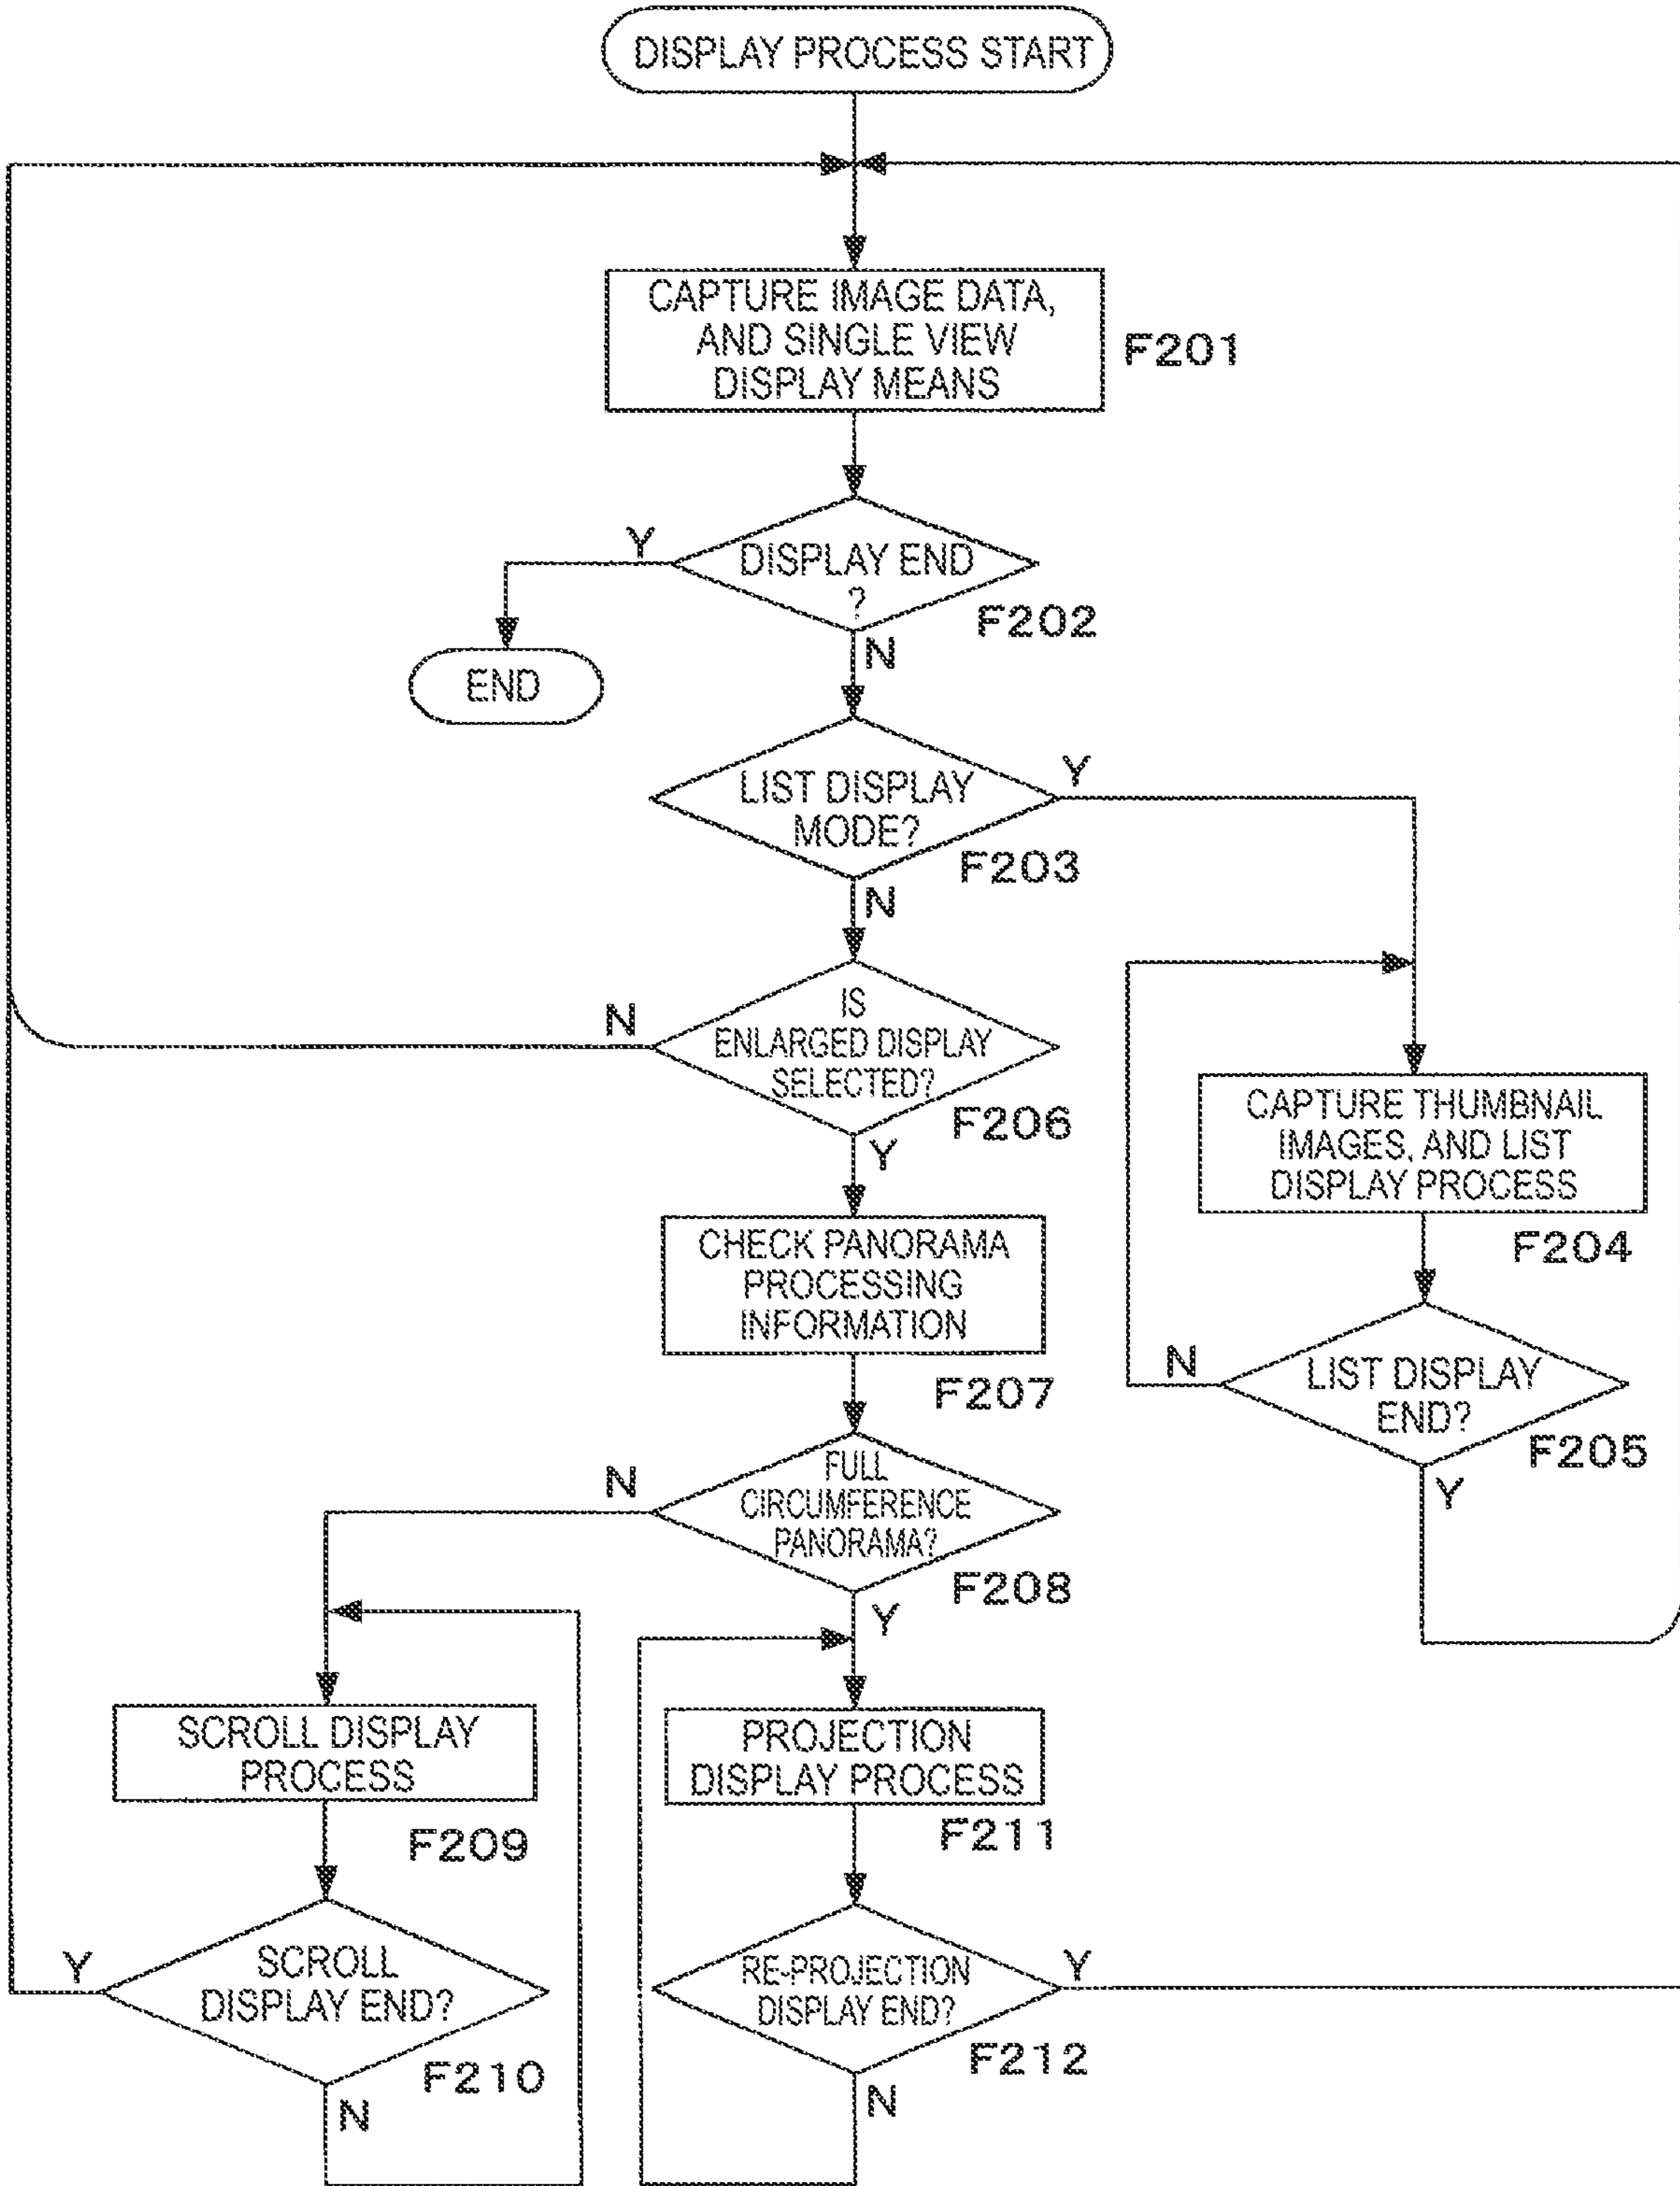 DISPLAY PROCESS START
CAPTURE IMAGE DATA,
AND SINGLE VIEW
DISPLAY MEANS
F201
Y
DISPLAY END
?
F202
N
END
LIST DISPLAY
MODE?
Y
F203
N
IS
ENLARGED DISPLAY
SELECTED?
N
F206
Y
CAPTURE THUMBNAIL
IMAGES, AND LIST
DISPLAY PROCESS
F204
CHECK PANORAMA
PROCESSING
INFORMATION
F207
N
LIST DISPLAY
END?
F205
Y
N
FULL
CIRCUMFERENCE
PANORAMA?
F208
Y
SCROLL DISPLAY
PROCESS
F209
PROJECTION
DISPLAY PROCESS
F211
Y
SCROLL
DISPLAY END?
F210
N
RE-PROJECTION
DISPLAY END?
Y
F212
N